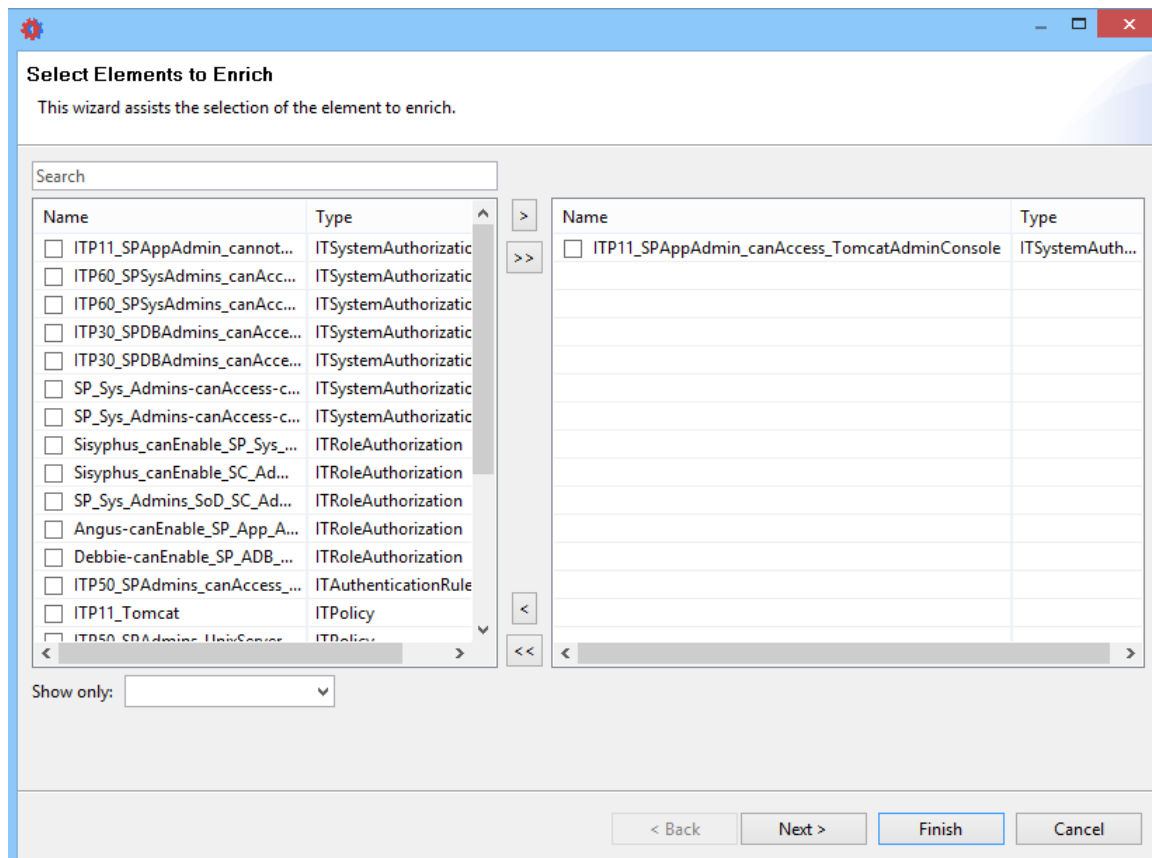 Select Elements to Enrich
This wizard assists the selection of the element to enrich.
Search
Name Type
ITP11_SPAppAdmin_cannot... ITSystemAuthorizatic
ITP60_SPSysAdmins_canAcc... ITSystemAuthorizatic
ITP60_SPSysAdmins_canAcc... ITSystemAuthorizatic
ITP30_SPDBAdmins_canAcce... ITSystemAuthorizatic
ITP30_SPDBAdmins_canAcce... ITSystemAuthorizatic
SP_Sys_Admins-canAccess-c... ITSystemAuthorizatic
SP_Sys_Admins-canAccess-c... ITSystemAuthorizatic
Sisyphus_canEnable_SP_Sys_... ITRoleAuthorization
Sisyphus_canEnable_SC_Ad... ITRoleAuthorization
SP_Sys_Admins_SoD_SC_Ad... ITRoleAuthorization
Angus-canEnable_SP_App_A... ITRoleAuthorization
Debbie-canEnable_SP_ADB_... ITRoleAuthorization
ITP50_SPAdmins_canAccess_... ITAuthenticationRule
ITP11_Tomcat ITPolicy
ITP50_SPAdmins_UnixServer... ITPolicy
>
>>
<
<<
Name Type
ITP11_SPAppAdmin_canAccess_TomcatAdminConsole ITSystemAuth...
Show only:
< Back Next > Finish Cancel